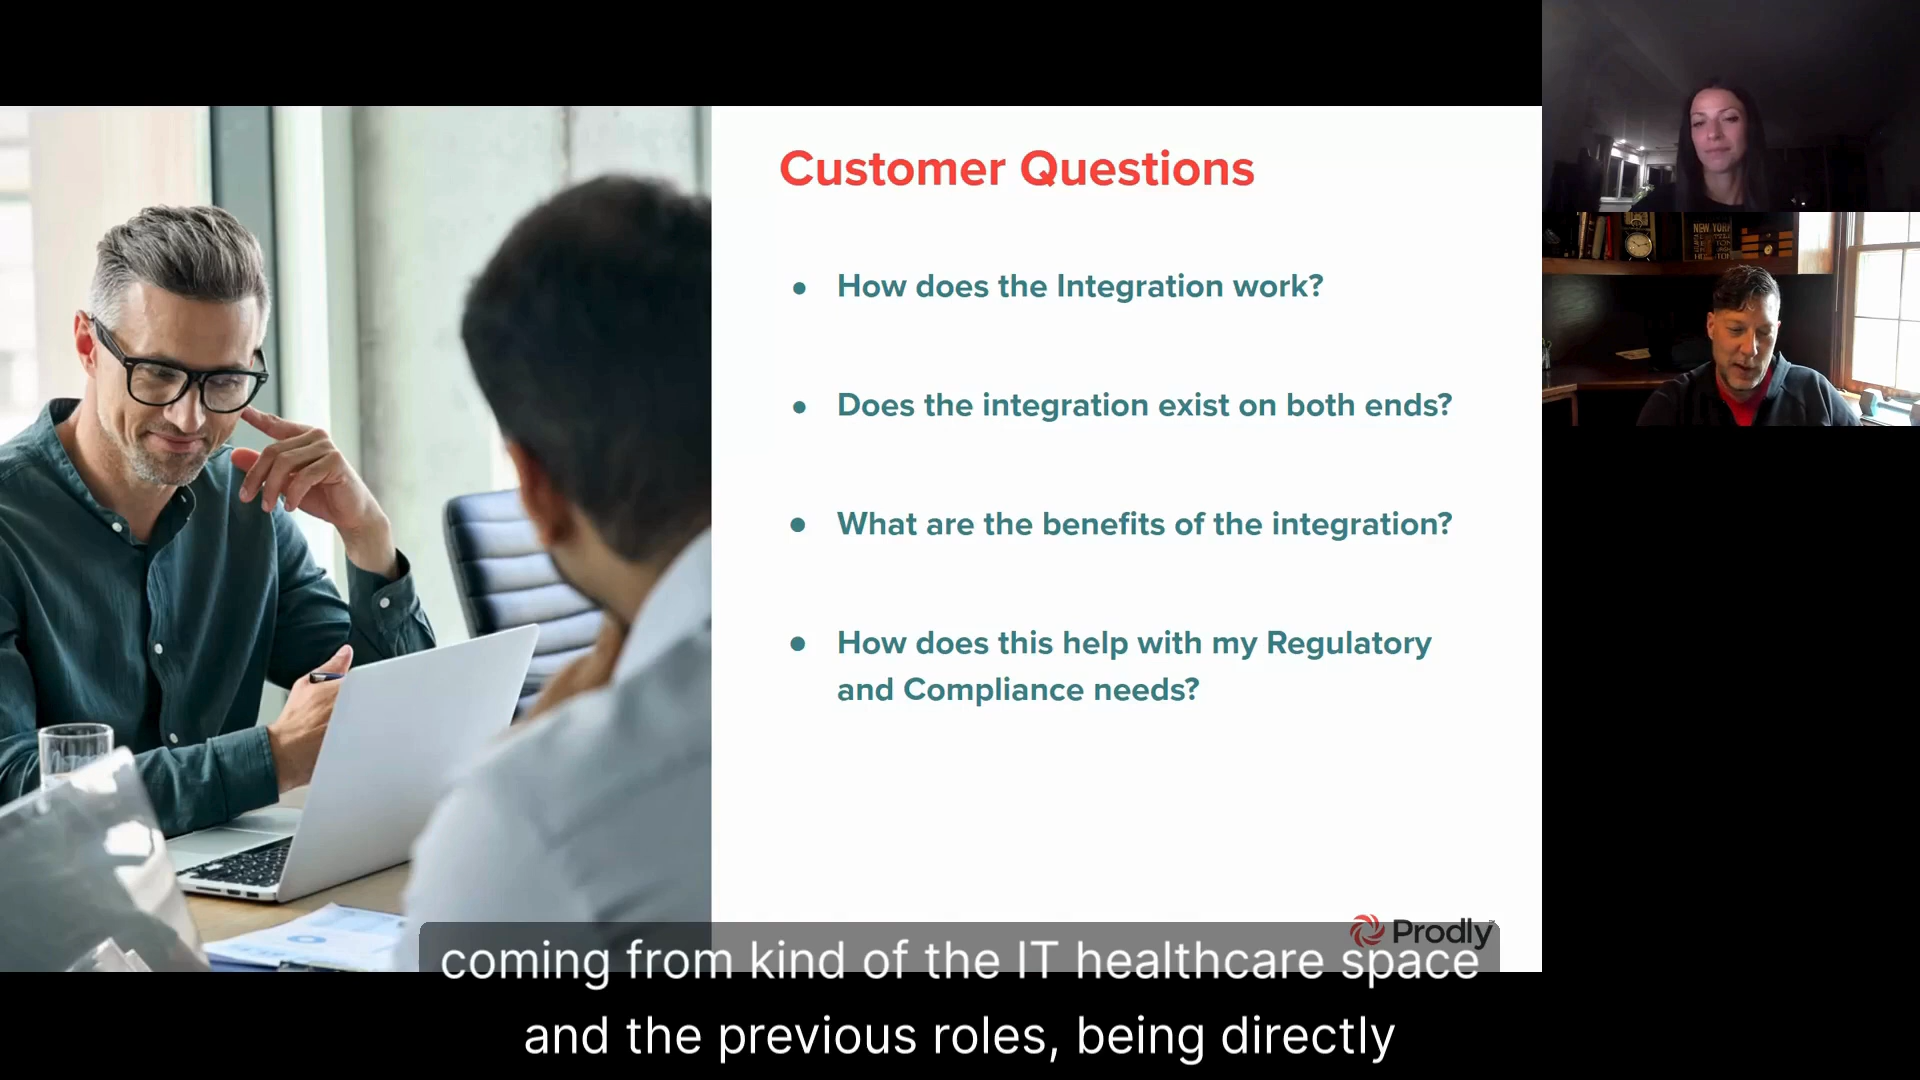 Customer Questions
NEW YORK
• How does the Integration work?
• Does the integration exist on both ends?
• What are the benefits of the integration?
• How does this help with my Regulatory
and Compliance needs?
Prodly
coming from kind of the IT healthcare space
and the previous roles, being directly